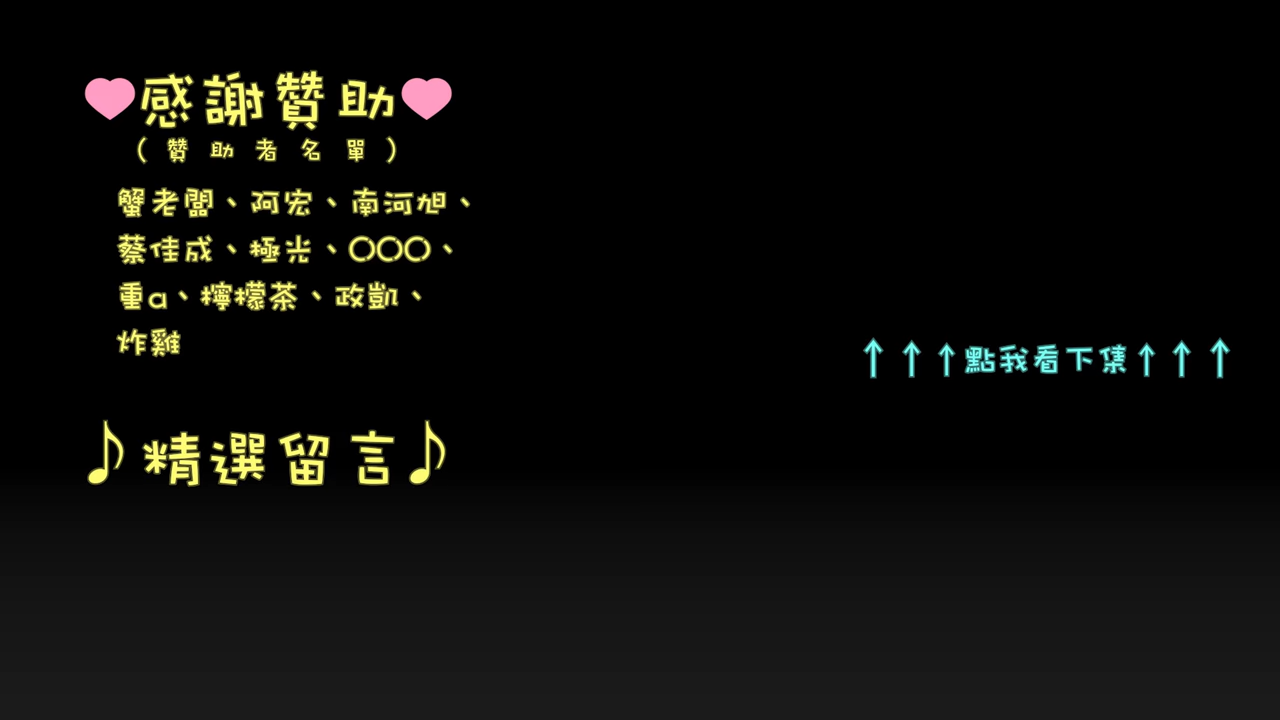 感謝贊助
（贊助者名單）
蟹老闆、阿宏、南河旭、
蔡佳成、極光、〇〇〇、
重a、檸檬茶、政凱、
炸雞
↑↑↑點我看下集↑↑↑
♪精選留言♪